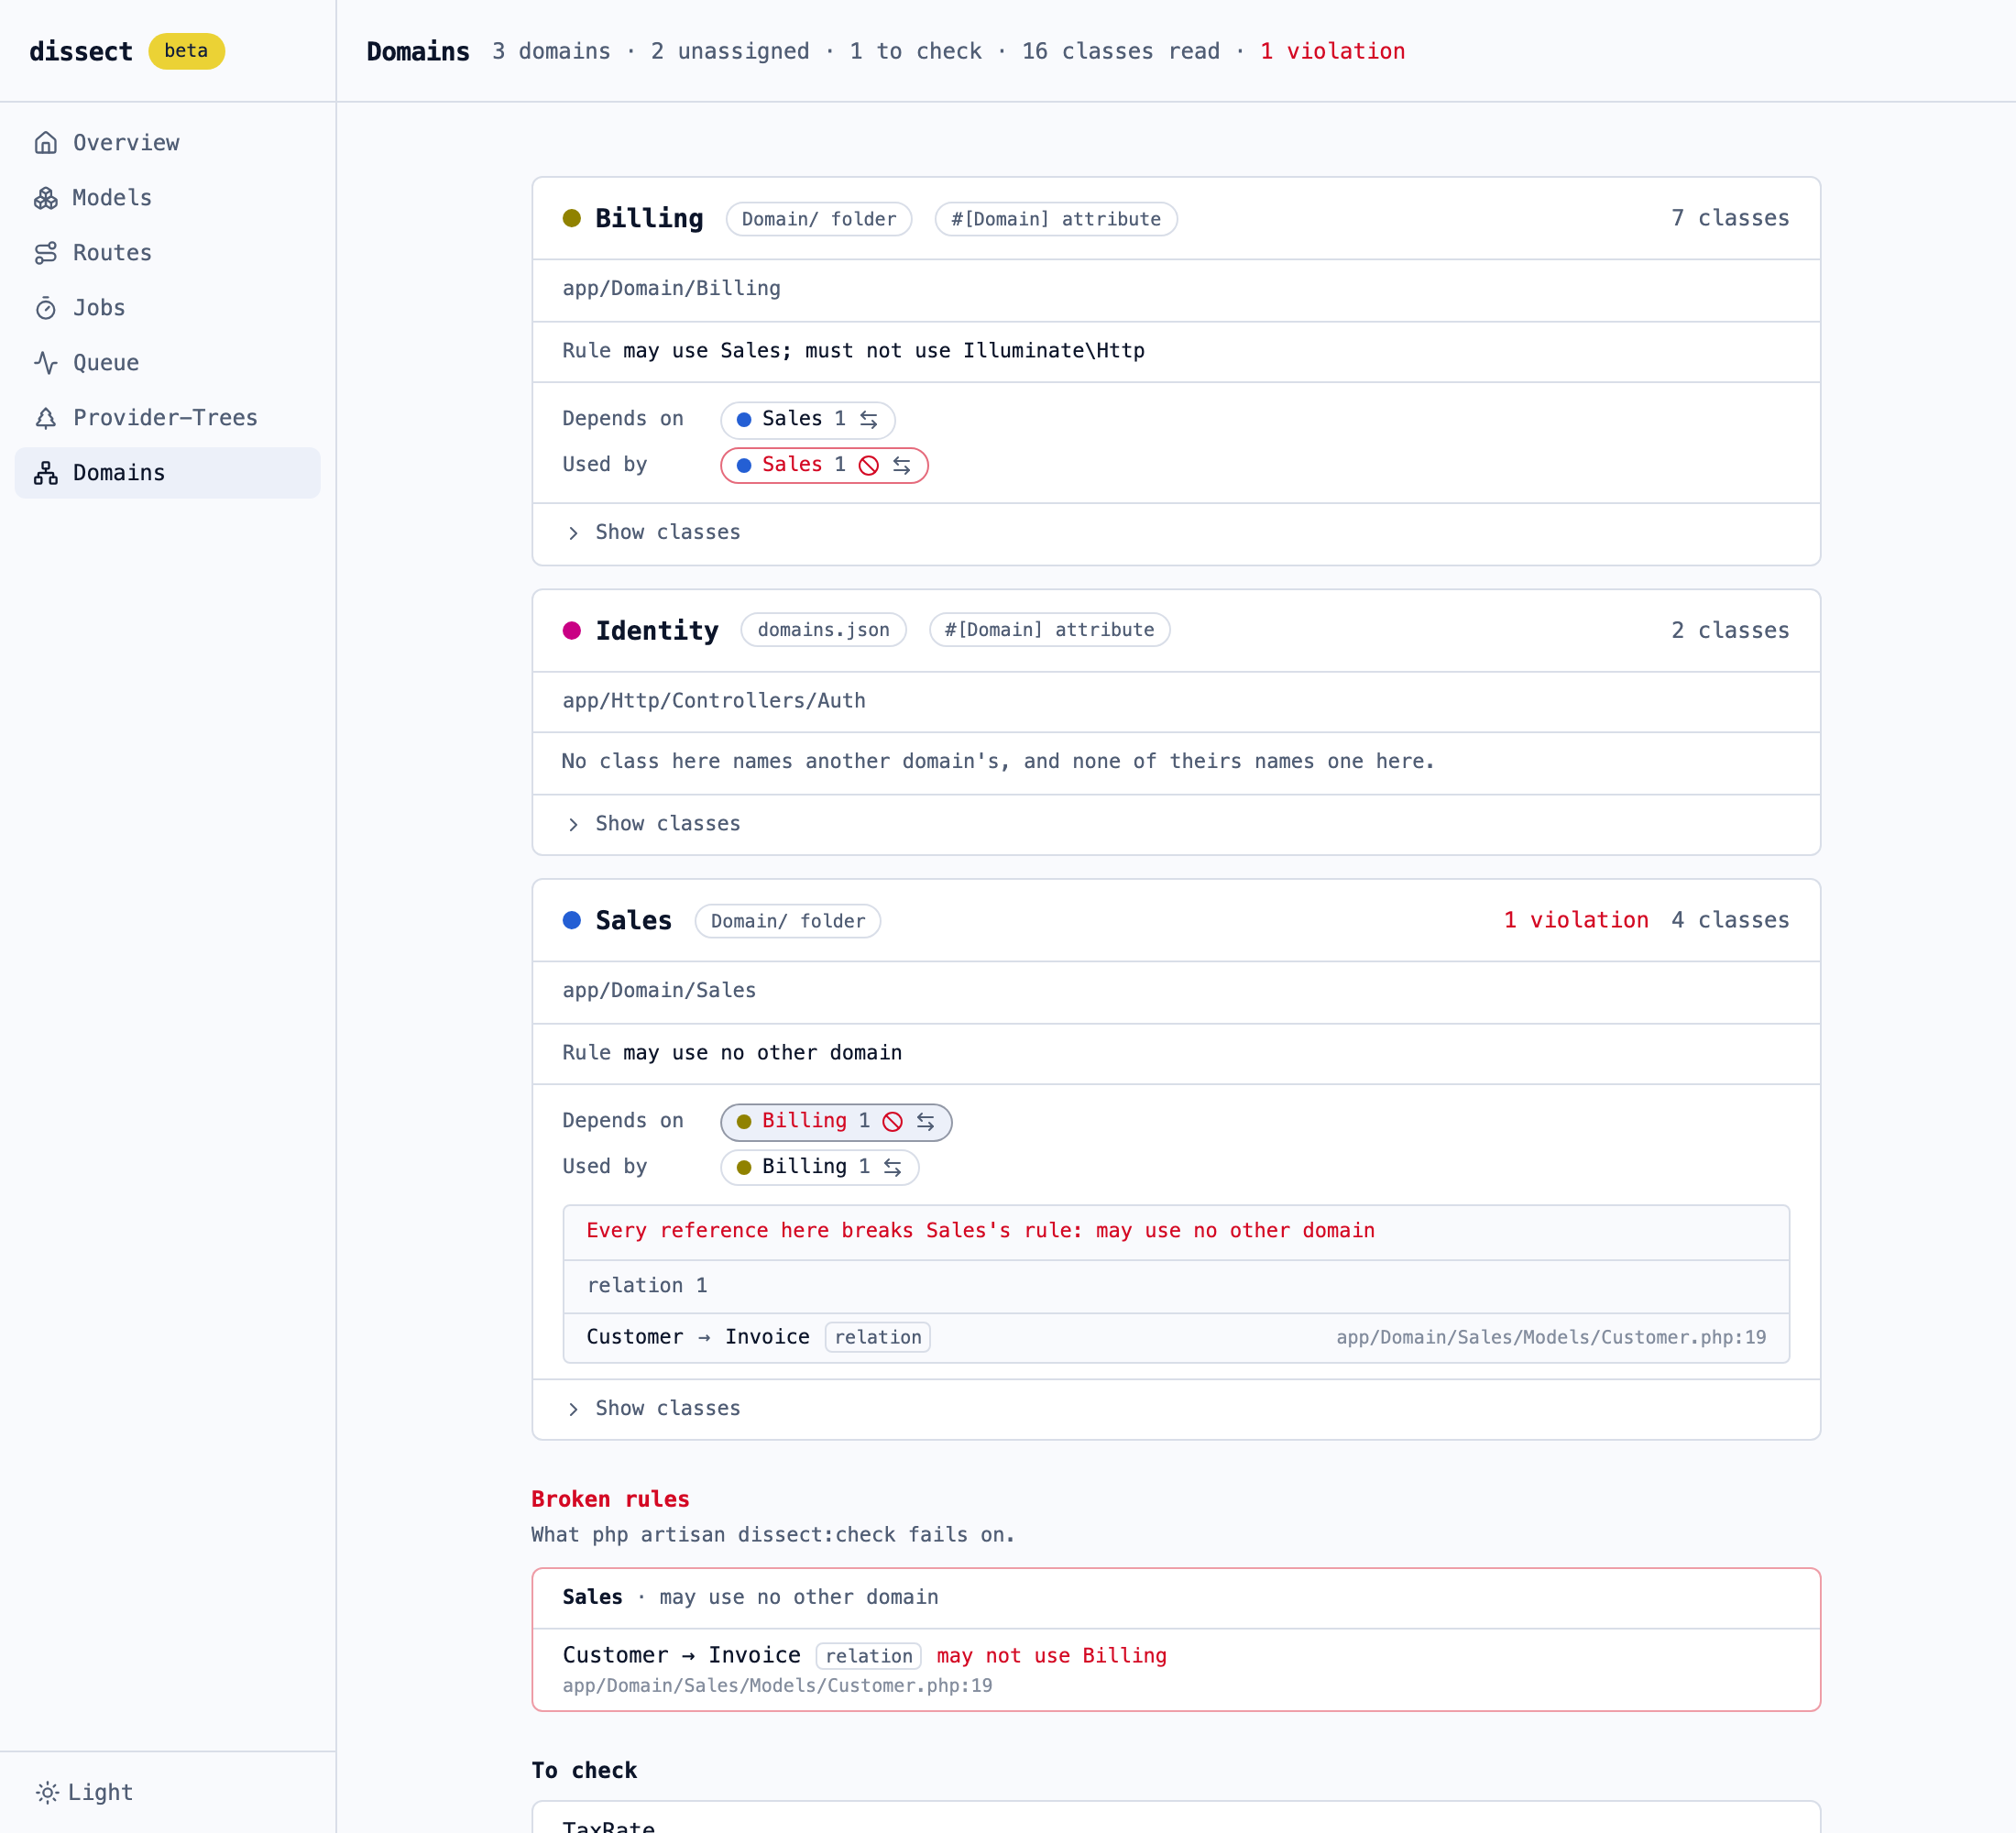 dissect beta
Domains 3 domains · 2 unassigned · 1 to check · 16 classes read · 1 violation
Overview
Models
Routes
Jobs
Queue
Provider-Trees
Domains
Light
Billing Domain/ folder #[Domain] attribute 7 classes
app/Domain/Billing
Rule may use Sales; must not use Illuminate\Http
Depends on Sales 1
Used by Sales 1
Show classes
Identity domains.json #[Domain] attribute 2 classes
app/Http/Controllers/Auth
No class here names another domain's, and none of theirs names one here.
Show classes
Sales Domain/ folder 1 violation 4 classes
app/Domain/Sales
Rule may use no other domain
Depends on Billing 1
Used by Billing 1
Every reference here breaks Sales's rule: may use no other domain
relation 1
Customer → Invoice relation app/Domain/Sales/Models/Customer.php:19
Show classes
Broken rules
What php artisan dissect:check fails on.
Sales · may use no other domain
Customer → Invoice relation may not use Billing
app/Domain/Sales/Models/Customer.php:19
To check
TaxRate